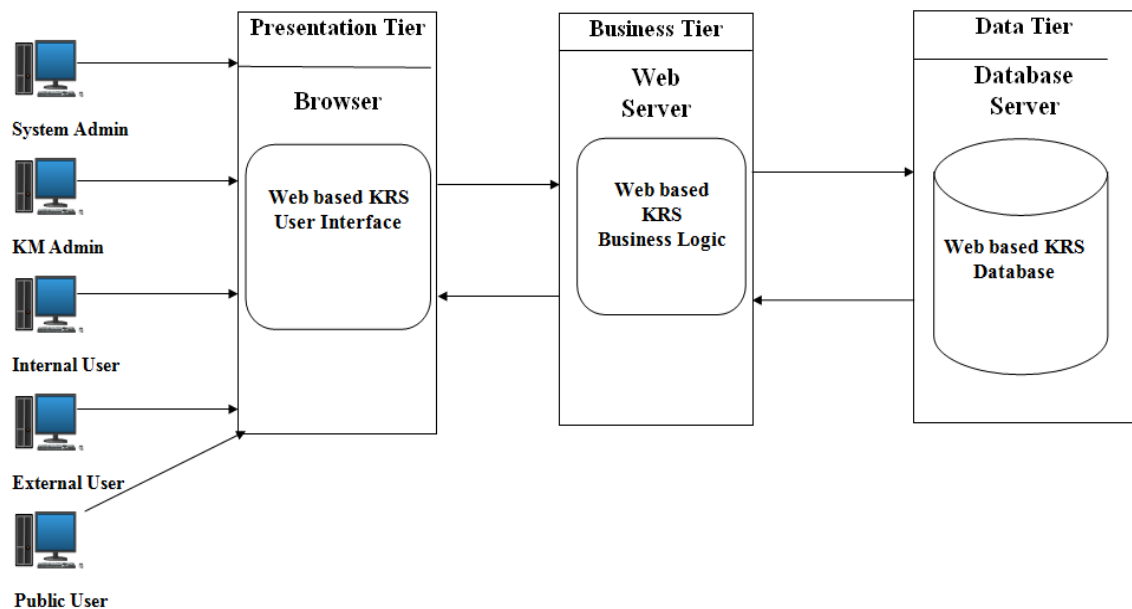 System Admin
KM Admin
Internal User
External User
Public User
Presentation Tier
Browser
Web based KRS
User Interface
Business Tier
Web
Server
Web based
KRS
Business Logic
Data Tier
Database
Server
Web based KRS
Database